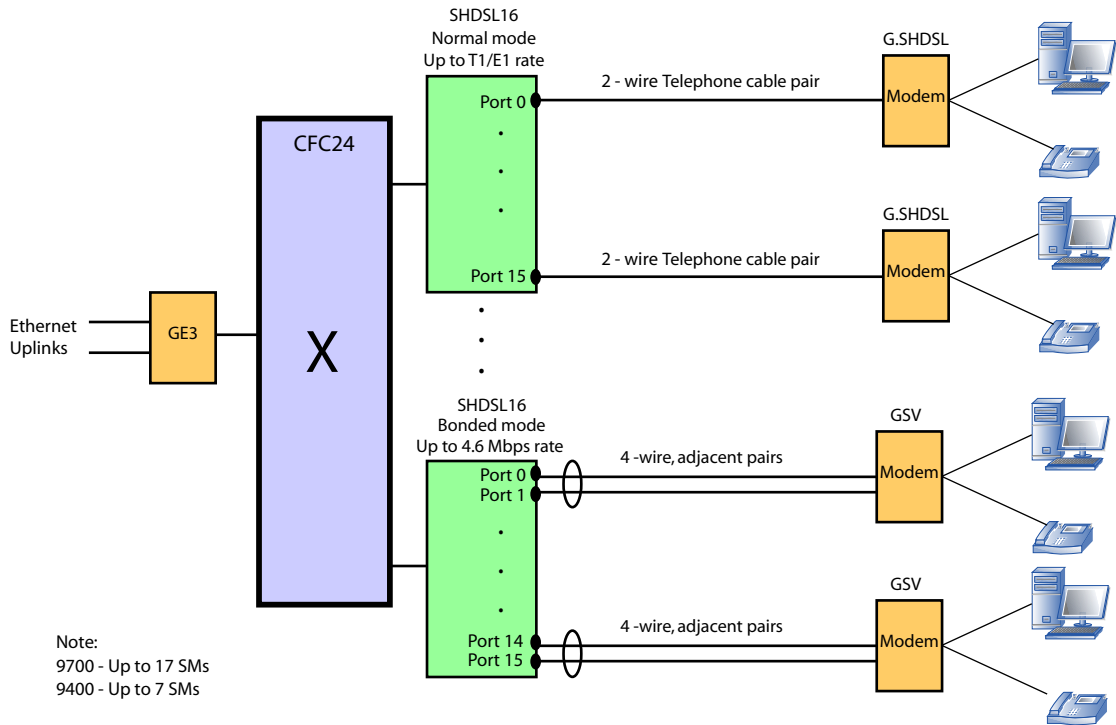 SHDSL16
Normal mode
Up to T1/E1 rate
G.SHDSL
2 - wire Telephone cable pair
Port 0
Modem
CFC24
G.SHDSL
2 - wire Telephone cable pair
Port 15
Modem
Ethernet
Uplinks
GE3
X
SHDSL16
Bonded mode
Up to 4.6 Mbps rate
GSV
4 -wire, adjacent pairs
Port 0
Port 1
Modem
GSV
4 -wire, adjacent pairs
Port 14
Port 15
Modem
Note:
9700 - Up to 17 SMs
9400 - Up to 7 SMs